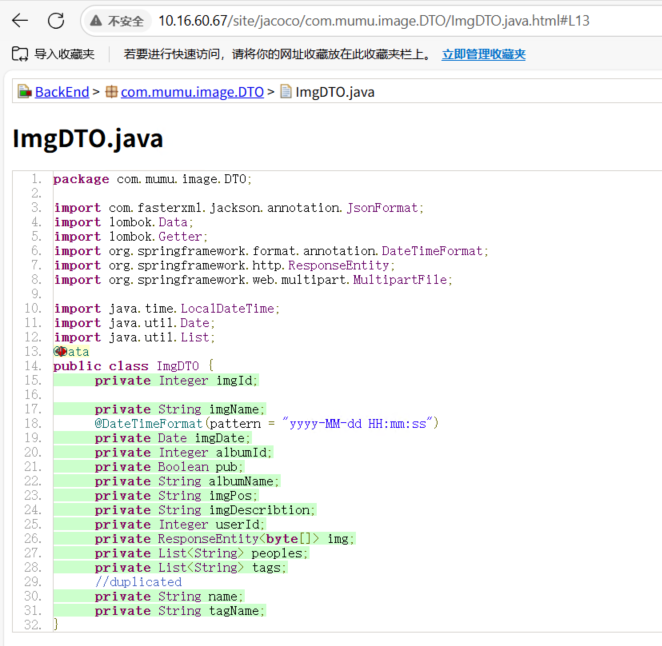 不安全 10.16.60.67/site/jacoco/com.mumu.image.DTO/ImgDTO.java.html#L13
导入收藏夹 若要进行快速访问，请将你的网址收藏放在此收藏夹栏上。 立即管理收藏夹
BackEnd > com.mumu.image.DTO > ImgDTO.java
ImgDTO.java
1. package com.mumu.image.DTO;
2.
3. import com.fasterxml.jackson.annotation.JsonFormat;
4. import lombok.Data;
5. import lombok.Getter;
6. import org.springframework.format.annotation.DateTimeFormat;
7. import org.springframework.http.ResponseEntity;
8. import org.springframework.web.multipart.MultipartFile;
9.
10. import java.time.LocalDateTime;
11. import java.util.Date;
12. import java.util.List;
13. @Data
14. public class ImgDTO {
15. private Integer imgId;
16.
17. private String imgName;
18. @DateTimeFormat(pattern = "yyyy-MM-dd HH:mm:ss")
19. private Date imgDate;
20. private Integer albumId;
21. private Boolean pub;
22. private String albumName;
23. private String imgPos;
24. private String imgDescribtion;
25. private Integer userId;
26. private ResponseEntity<byte[]> img;
27. private List<String> peoples;
28. private List<String> tags;
29. //duplicated
30. private String name;
31. private String tagName;
32. }